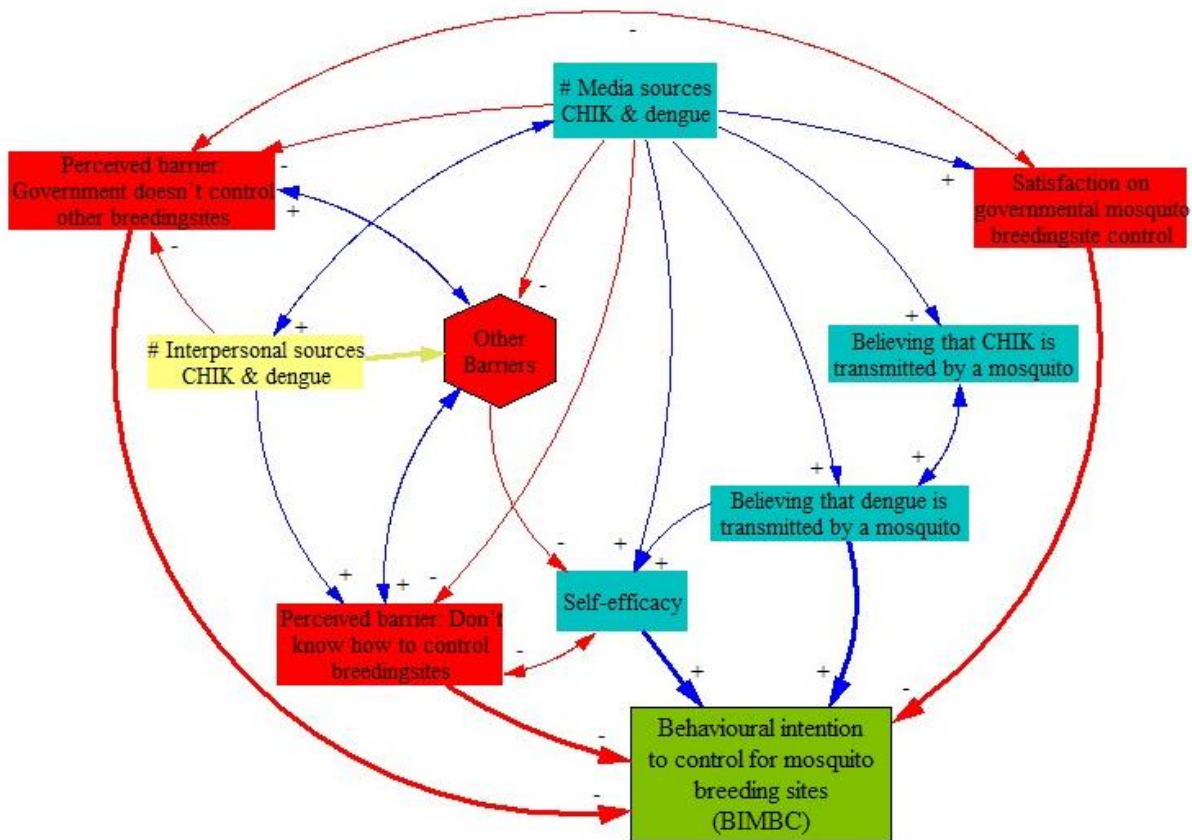 -
# Media sources
CHIK & dengue
Perceived barrier:
Government doesn´t control
other breedingsites
-
+
-
+
Satisfaction on
governmental mosquito
breedingsite control
-
+
# Interpersonal sources
CHIK & dengue
Other
Barriers
+
Believing that CHIK is
transmitted by a mosquito
+
+
Believing that dengue is
transmitted by a mosquito
-
+
+
+
+
-
Perceived barrier: Don´t
know how to control
breedingsites
Self-efficacy
-
+
+
-
-
-
Behavioural intention
to control for mosquito
breeding sites
(BIMBC)